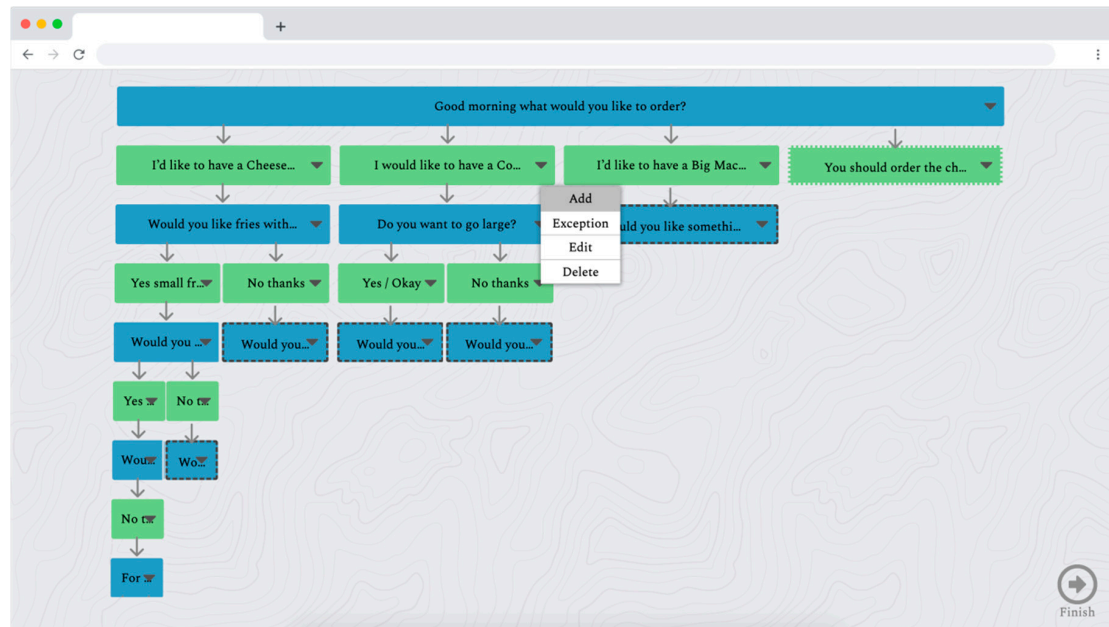 Good morning what would you like to order?
I'd like to have a Cheese...
I would like to have a Co...
I'd like to have a Big Mac...
You should order the ch...
Add
Exception
Edit
Delete
Would you like fries with...
Do you want to go large?
uld you like somethi...
Yes small fr...
No thanks
Yes / Okay
No thanks
Would you ...
Would you...
Would you...
Would you...
Yes
No t...
Wou...
Wo...
No t...
For ...
Finish